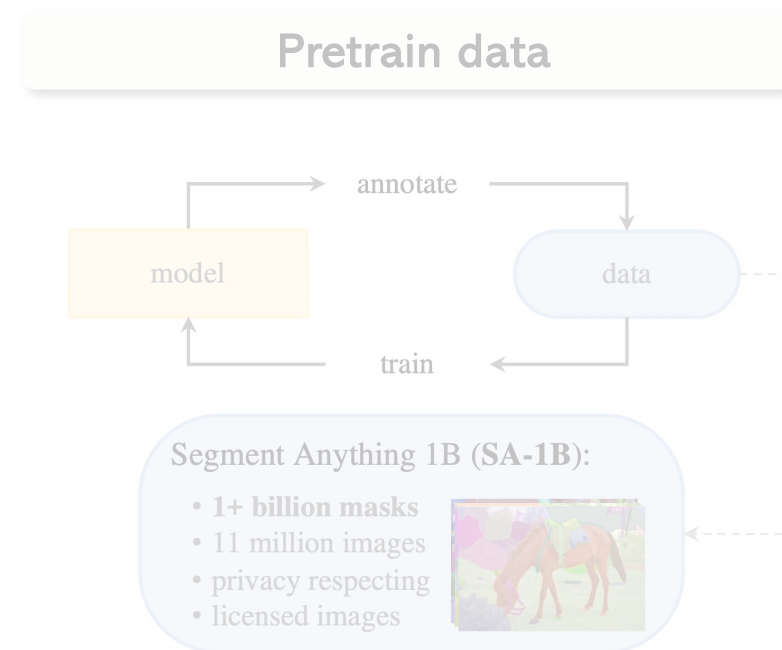 Pretrain data
annotate
model
data
train
Segment Anything 1B (SA-1B):
• 1+ billion masks
• 11 million images
• privacy respecting
• licensed images